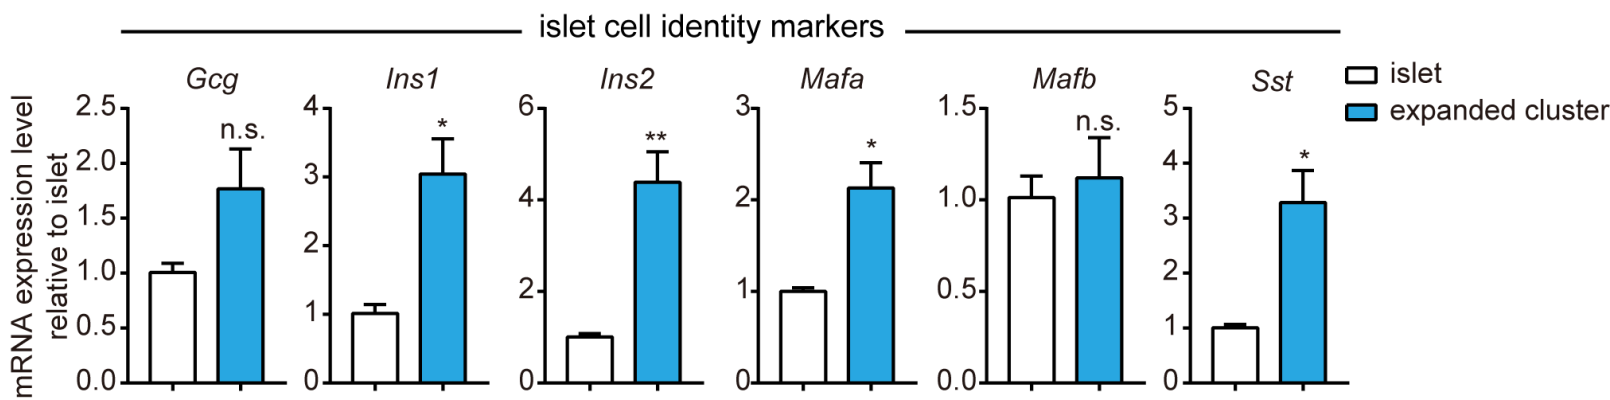 islet cell identity markers
Gcg
Ins1
Ins2
Mafa
Mafb
Sst
islet
expanded cluster
mRNA expression level
relative to islet
2.5
2.0
1.5
1.0
0.5
0.0
n.s.
4
3
2
1
0
*
6
4
2
0
**
3
2
1
0
*
1.5
1.0
0.5
0.0
n.s.
5
4
3
2
1
0
*